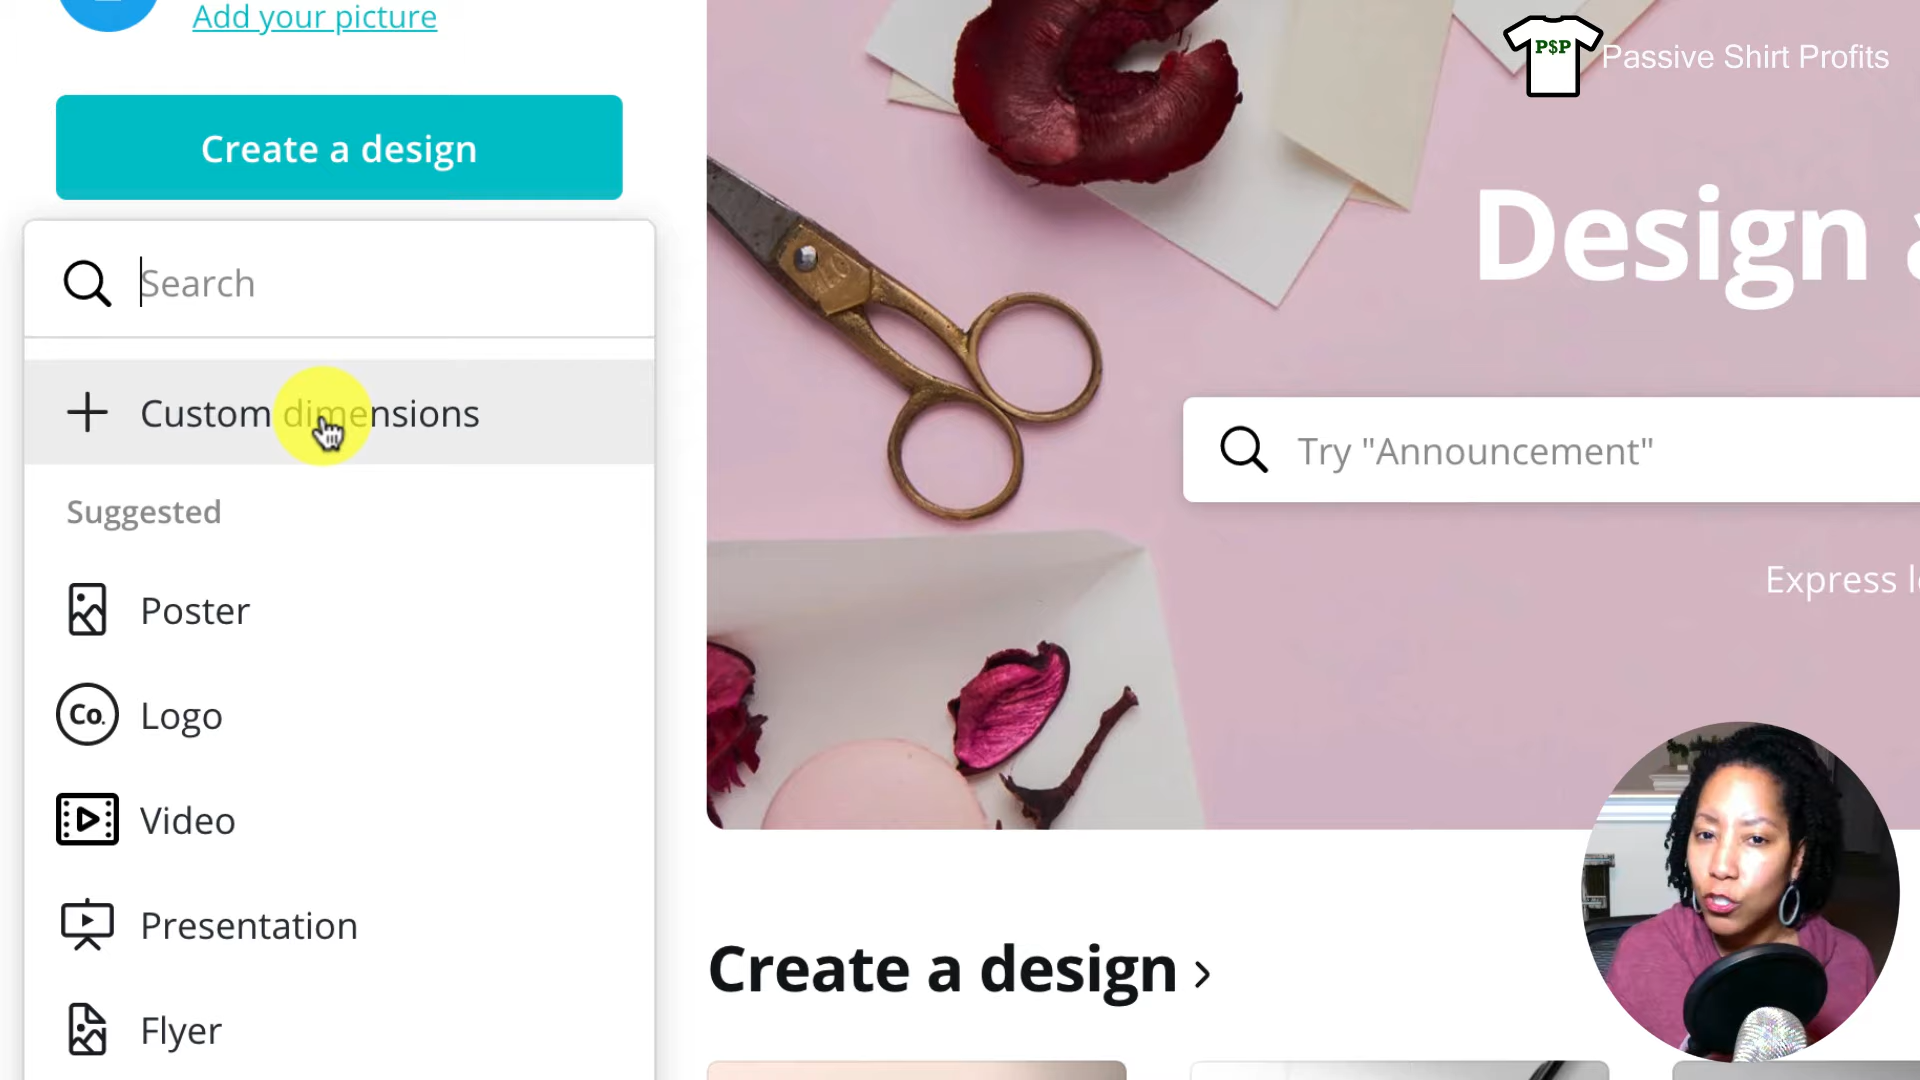 Add your picture
Create a design
Search
Custom dimensions
Suggested
Poster
Co. Logo
Video
Presentation
Flyer
P$P Passive Shirt Profits
Design
Try "Announcement"
Express
Create a design ›